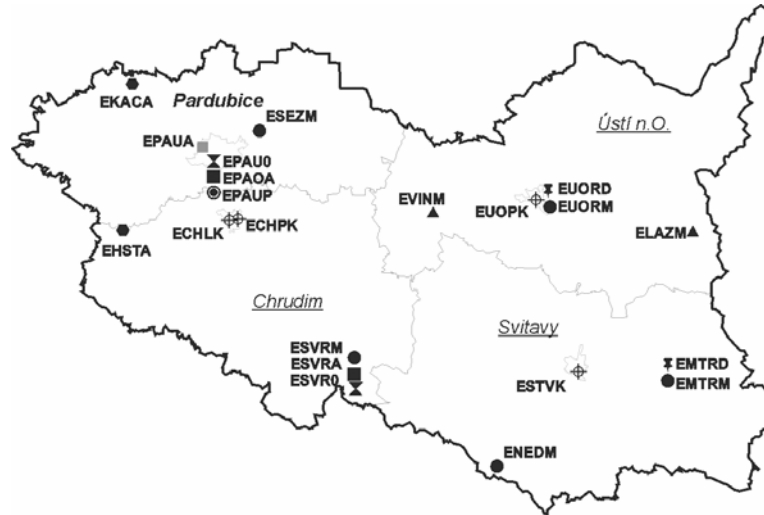 EKACA
Pardubice
ESEZM
Ústí n.O.
EPAUA
EPAU0
EPAOA
EPAUP
EVINM
EUORD
EUOPK
EUORM
ECHLK
ECHPK
EHSTA
ELAZM
Chrudim
Svitavy
ESVRM
ESVRA
ESVR0
EMTRD
ESTVK
EMTRM
ENEDM